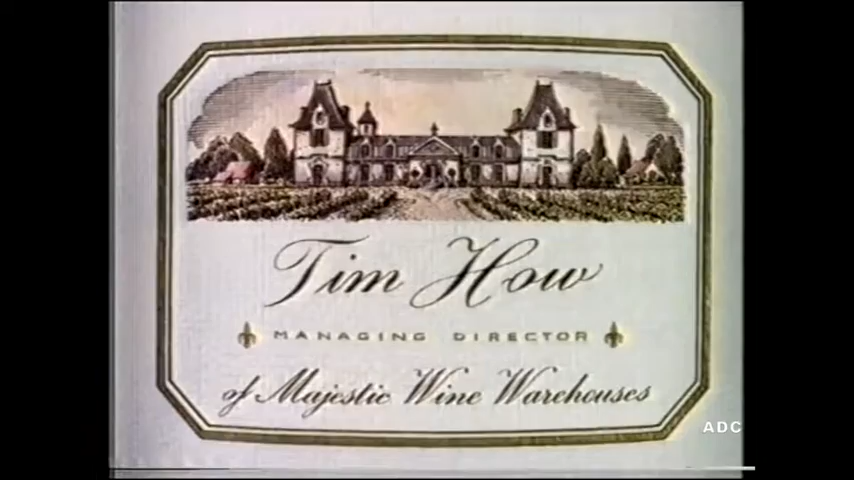 Tim How
MANAGING DIRECTOR
of Majestic Wine Warehouses
ADC